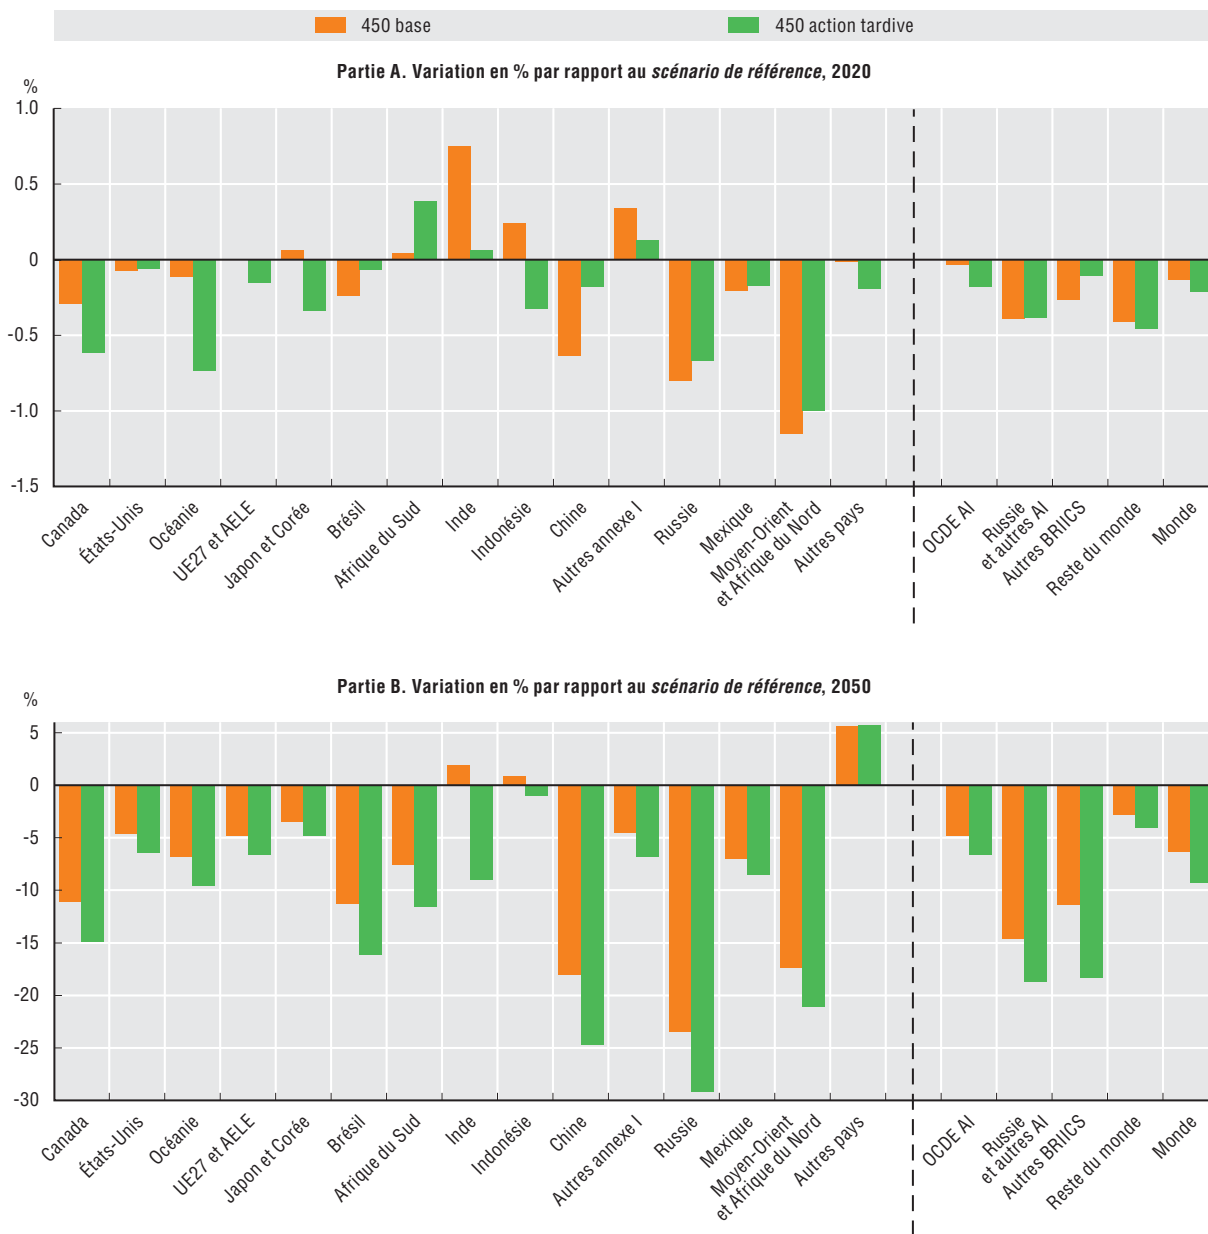 450 base
450 action tardive
Partie A. Variation en % par rapport au scénario de référence, 2020
%
1.0
0.5
0
-0.5
-1.0
-1.5
Canada
États-Unis
Océanie
UE27 et AELE
Japon et Corée
Brésil
Afrique du Sud
Inde
Indonésie
Chine
Autres annexe I
Russie
Mexique
Moyen-Orient
et Afrique du Nord
Autres pays
OCDE AI
Russie
et autres AI
Autres BRIICS
Reste du monde
Monde
Partie B. Variation en % par rapport au scénario de référence, 2050
%
5
0
-5
-10
-15
-20
-25
-30
Canada
États-Unis
Océanie
UE27 et AELE
Japon et Corée
Brésil
Afrique du Sud
Inde
Indonésie
Chine
Autres annexe I
Russie
Mexique
Moyen-Orient
et Afrique du Nord
Autres pays
OCDE AI
Russie
et autres AI
Autres BRIICS
Reste du monde
Monde